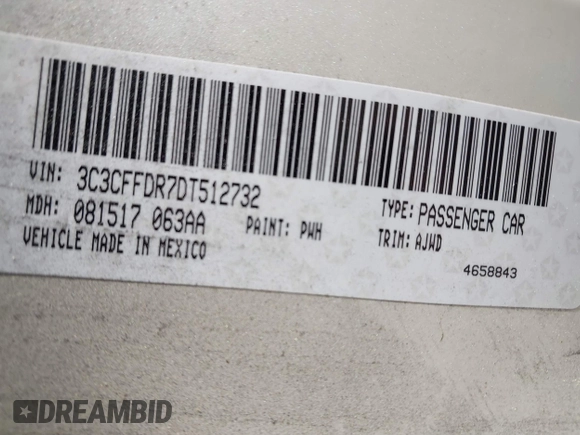 VIN: 3C3CFFDR7DT512732
TYPE: PASSENGER CAR
MDH: 081517 063AA
PAINT: PWH
TRIM: AJWD
VEHICLE MADE IN MEXICO
4658843
DREAMBID